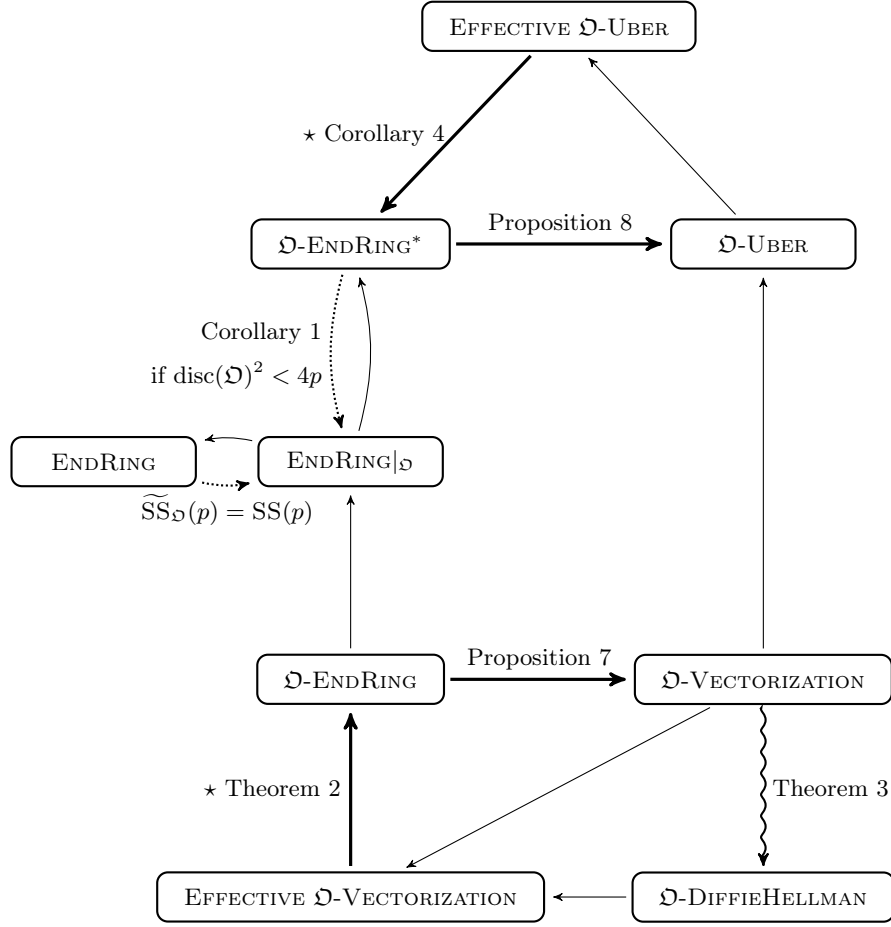 EFFECTIVE 𝔒-UBER
⋆ Corollary 4
𝔒-ENDRING*
Proposition 8
𝔒-UBER
Corollary 1
if disc(𝔒)² < 4p
ENDRING
ENDRING|𝔒
S͠S𝔒(p) = SS(p)
𝔒-ENDRING
Proposition 7
𝔒-VECTORIZATION
⋆ Theorem 2
Theorem 3
EFFECTIVE 𝔒-VECTORIZATION
𝔒-DIFFIEHELLMAN